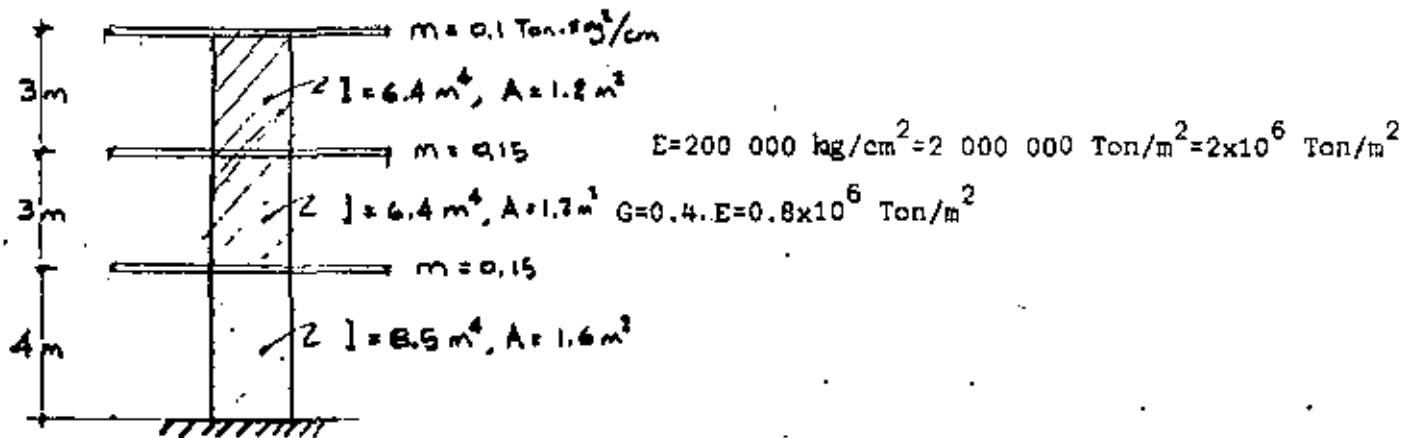 m = 0,1 Ton.sg²/cm
3m
2 I = 6.4 m⁴, A = 1.2 m²
m = 0,15
E=200 000 kg/cm²=2 000 000 Ton/m²=2x10⁶ Ton/m²
3m
2 I = 6.4 m⁴, A = 1.2 m² G=0.4.E=0.8x10⁶ Ton/m²
m = 0,15
4m
2 I = 8.5 m⁴, A = 1.6 m²